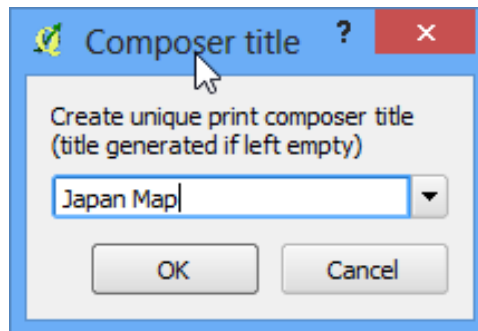 Composer title ? ×
Create unique print composer title
(title generated if left empty)
Japan Map
OK Cancel